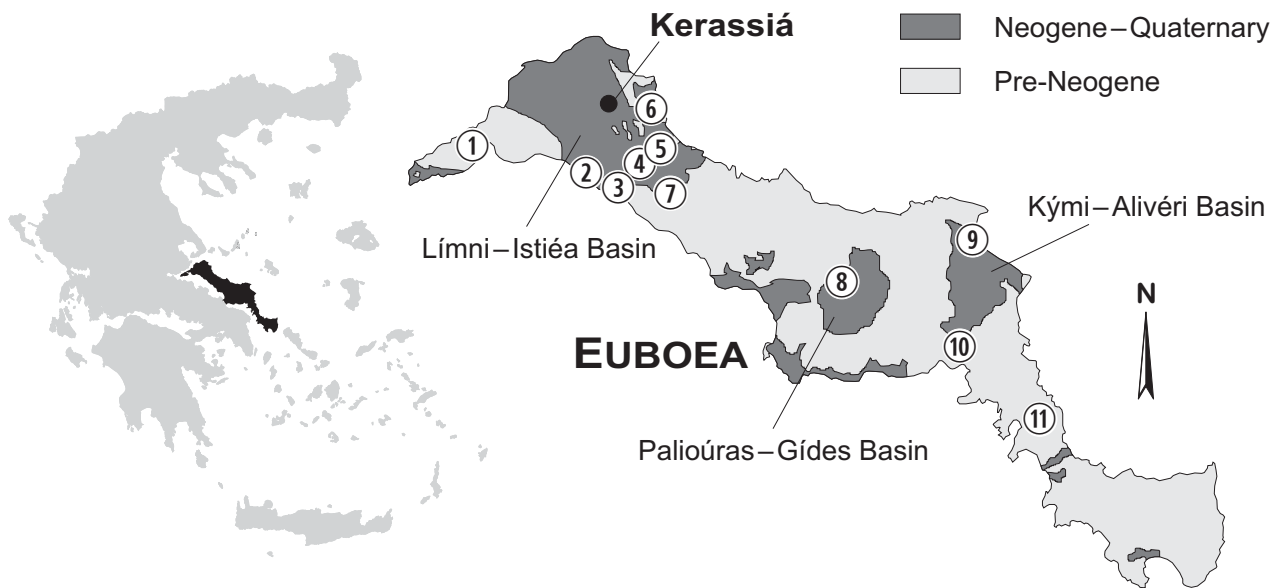 Kerassiá
Neogene–Quaternary
Pre-Neogene
6
1
5
4
2
3
7
Kými–Alivéri Basin
Límni–Istiéa Basin
9
8
N
EUBOEA
10
11
Palioúras–Gídes Basin